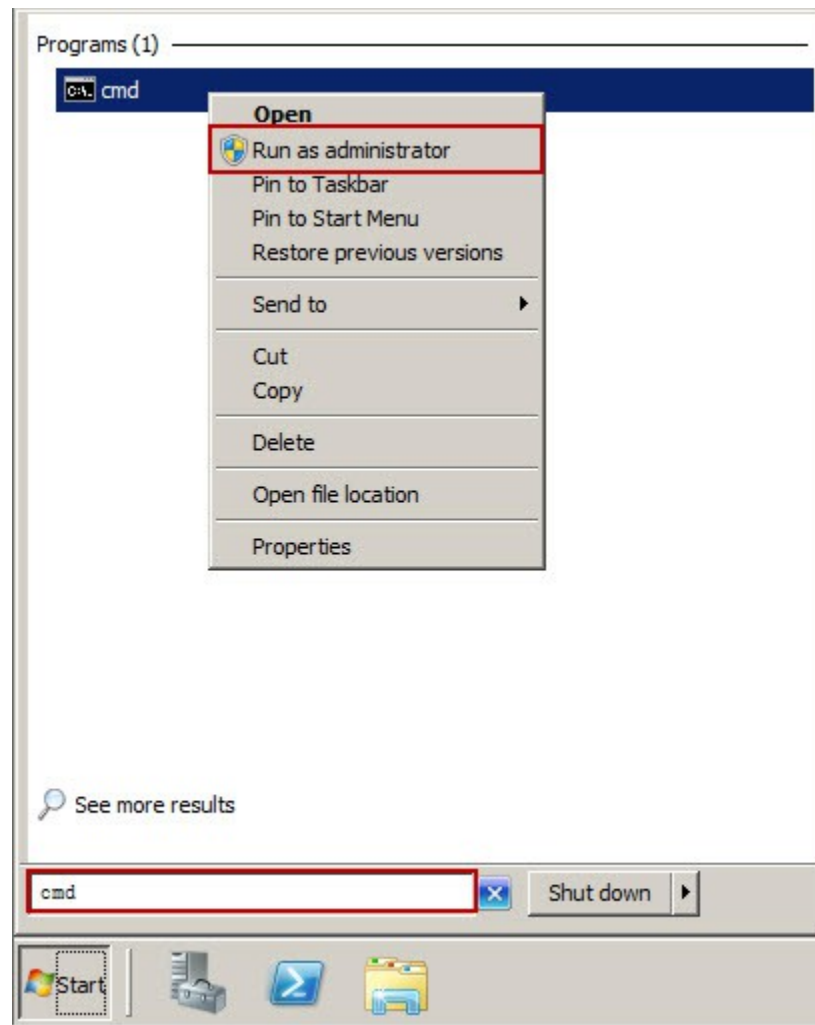 Programs (1)
C:\. cmd
Open
Run as administrator
Pin to Taskbar
Pin to Start Menu
Restore previous versions
Send to
Cut
Copy
Delete
Open file location
Properties
See more results
cmd
Shut down
Start